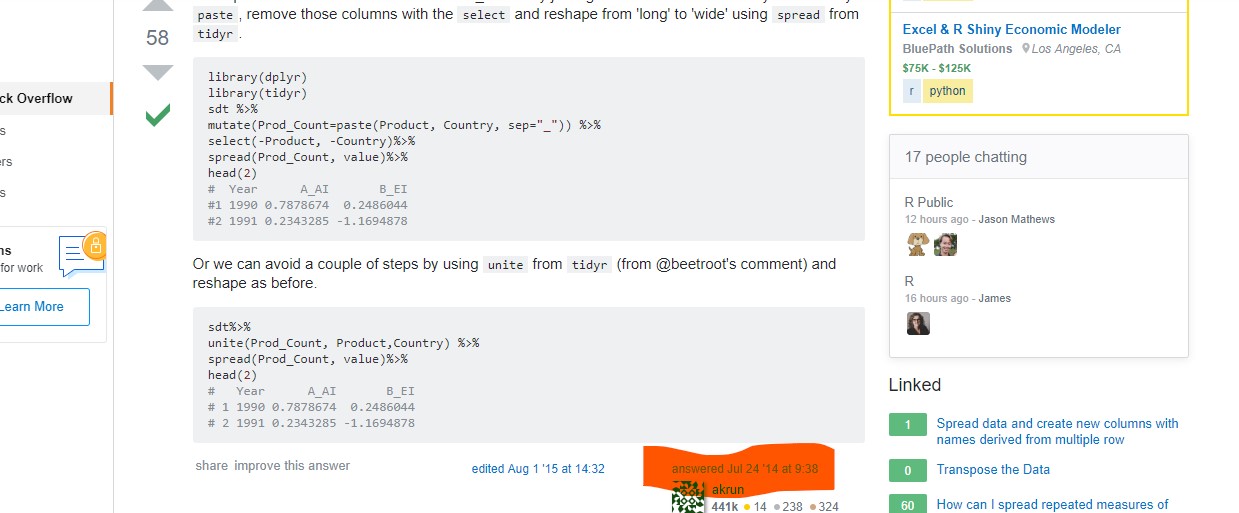 paste , remove those columns with the select and reshape from 'long' to 'wide' using spread from
tidyr .
58
library(dplyr)
library(tidyr)
sdt %>%
mutate(Prod_Count=paste(Product, Country, sep="_")) %>%
select(-Product, -Country)%>%
spread(Prod_Count, value)%>%
head(2)
#  Year      A_AI       B_EI
#1 1990 0.7878674  0.2486044
#2 1991 0.2343285 -1.1694878
Or we can avoid a couple of steps by using unite from tidyr (from @beetroot's comment) and
reshape as before.
sdt%>%
unite(Prod_Count, Product,Country) %>%
spread(Prod_Count, value)%>%
head(2)
#   Year      A_AI       B_EI
# 1 1990 0.7878674  0.2486044
# 2 1991 0.2343285 -1.1694878
share improve this answer
edited Aug 1 '15 at 14:32
answered Jul 24 '14 at 9:38
akrun
441k 14 238 324
ck Overflow
s
ers
s
ns
for work
Learn More
Excel & R Shiny Economic Modeler
BluePath Solutions Los Angeles, CA
$75K - $125K
r python
17 people chatting
R Public
12 hours ago - Jason Mathews
R
16 hours ago - James
Linked
1 Spread data and create new columns with
names derived from multiple row
0 Transpose the Data
60 How can I spread repeated measures of